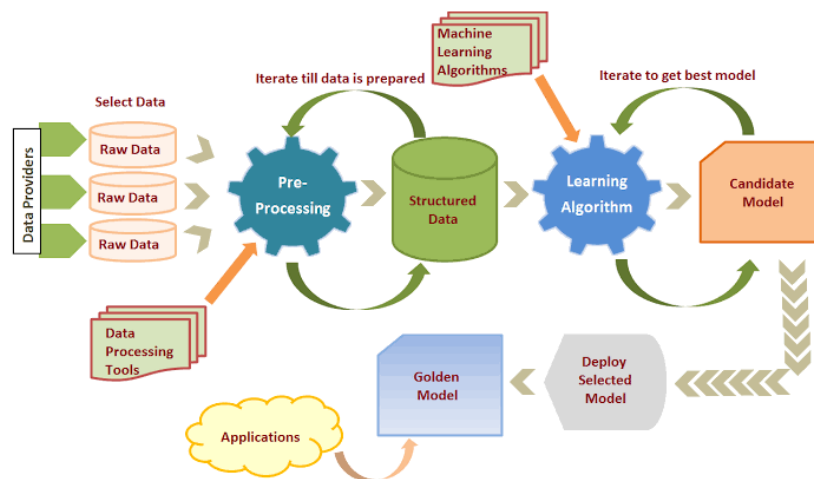 Machine
Learning
Algorithms
Iterate till data is prepared
Iterate to get best model
Select Data
Data Providers
Raw Data
Raw Data
Raw Data
Pre-
Processing
Structured
Data
Learning
Algorithm
Candidate
Model
Data
Processing
Tools
Golden
Model
Deploy
Selected
Model
Applications